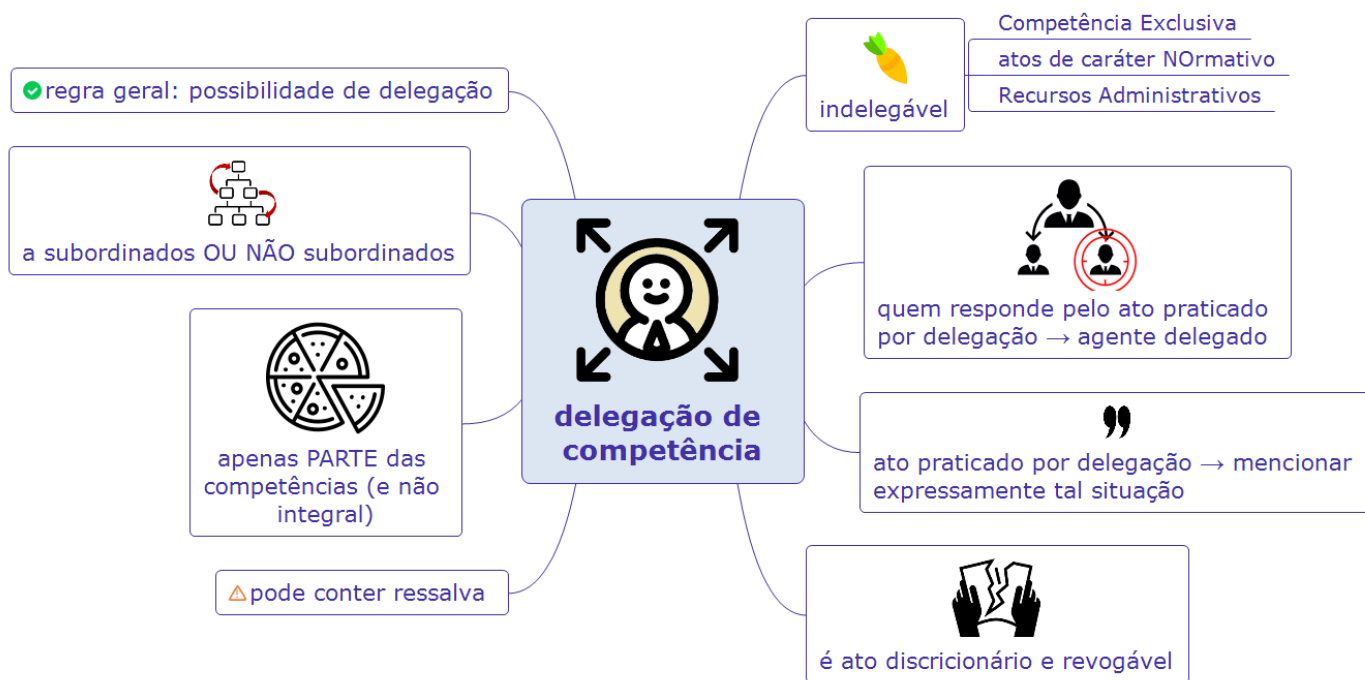 regra geral: possibilidade de delegação
a subordinados OU NÃO subordinados
apenas PARTE das
competências (e não
integral)
pode conter ressalva
delegação de
competência
indelegável
Competência Exclusiva
atos de caráter NOrmativo
Recursos Administrativos
quem responde pelo ato praticado
por delegação → agente delegado
ato praticado por delegação → mencionar
expressamente tal situação
é ato discricionário e revogável